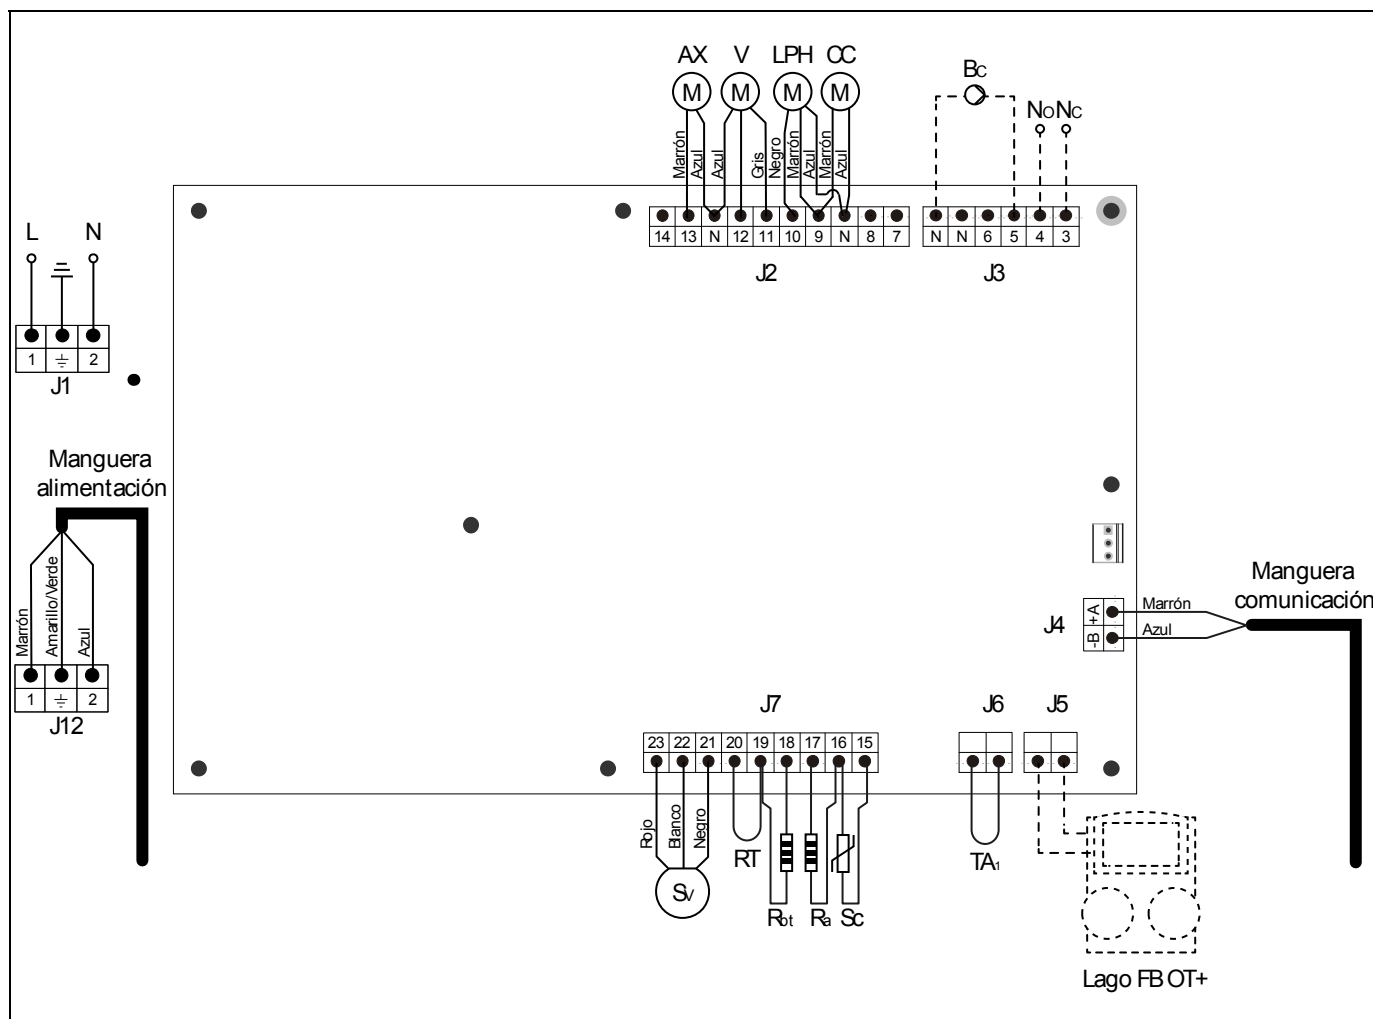 AX V LPH CC
M M M M
Bc
No Nc
Marrón
Azul
Azul
Gris
Negro
Marrón
Azul
Marrón
Azul
14 13 N 12 11 10 9 N 8 7
J2
N N 6 5 4 3
J3
L N
1 2
J1
Manguera
alimentación
Marrón
Amarillo/Verde
Azul
1 2
J12
Manguera
comunicación
J4
+A
-B
Marrón
Azul
J7
23 22 21 20 19 18 17 16 15
J6
J5
Rojo
Blanco
Negro
Sv
RT
Rbt
Ra
Sc
TA1
Lago FB OT+